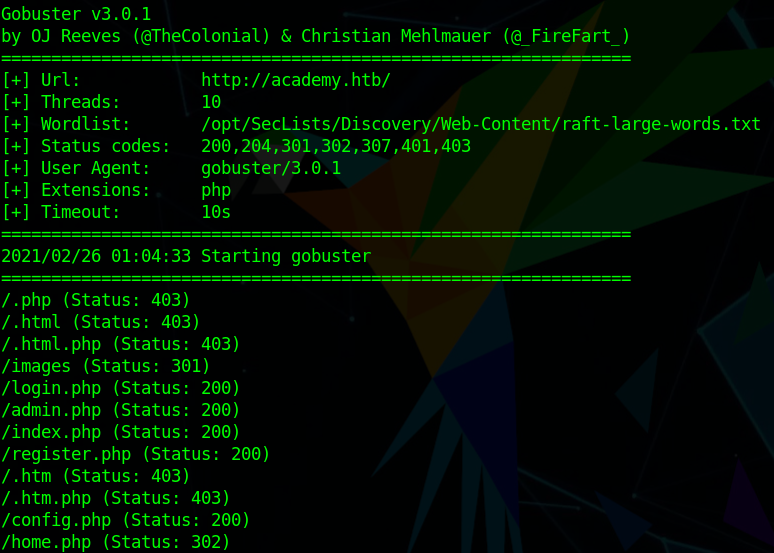 Gobuster v3.0.1
by OJ Reeves (@TheColonial) & Christian Mehlmauer (@_FireFart_)
===============================================================
[+] Url:            http://academy.htb/
[+] Threads:        10
[+] Wordlist:       /opt/SecLists/Discovery/Web-Content/raft-large-words.txt
[+] Status codes:   200,204,301,302,307,401,403
[+] User Agent:     gobuster/3.0.1
[+] Extensions:     php
[+] Timeout:        10s
===============================================================
2021/02/26 01:04:33 Starting gobuster
===============================================================
/.php (Status: 403)
/.html (Status: 403)
/.html.php (Status: 403)
/images (Status: 301)
/login.php (Status: 200)
/admin.php (Status: 200)
/index.php (Status: 200)
/register.php (Status: 200)
/.htm (Status: 403)
/.htm.php (Status: 403)
/config.php (Status: 200)
/home.php (Status: 302)